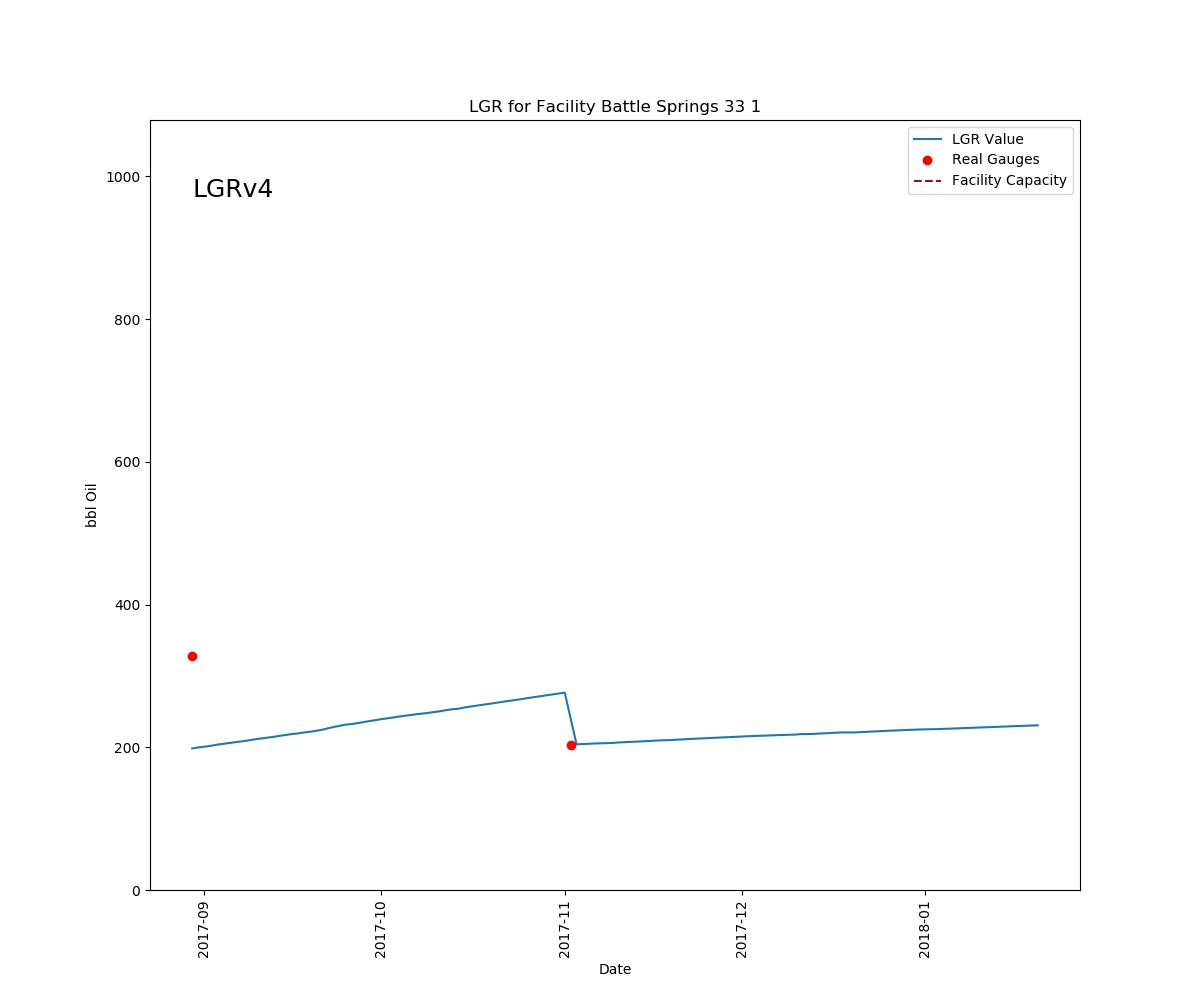 LGR for Facility Battle Springs 33 1
LGR Value
Real Gauges
Facility Capacity
LGRv4
1000
800
600
400
200
0
bbl Oil
2017-09
2017-10
2017-11
2017-12
2018-01
Date